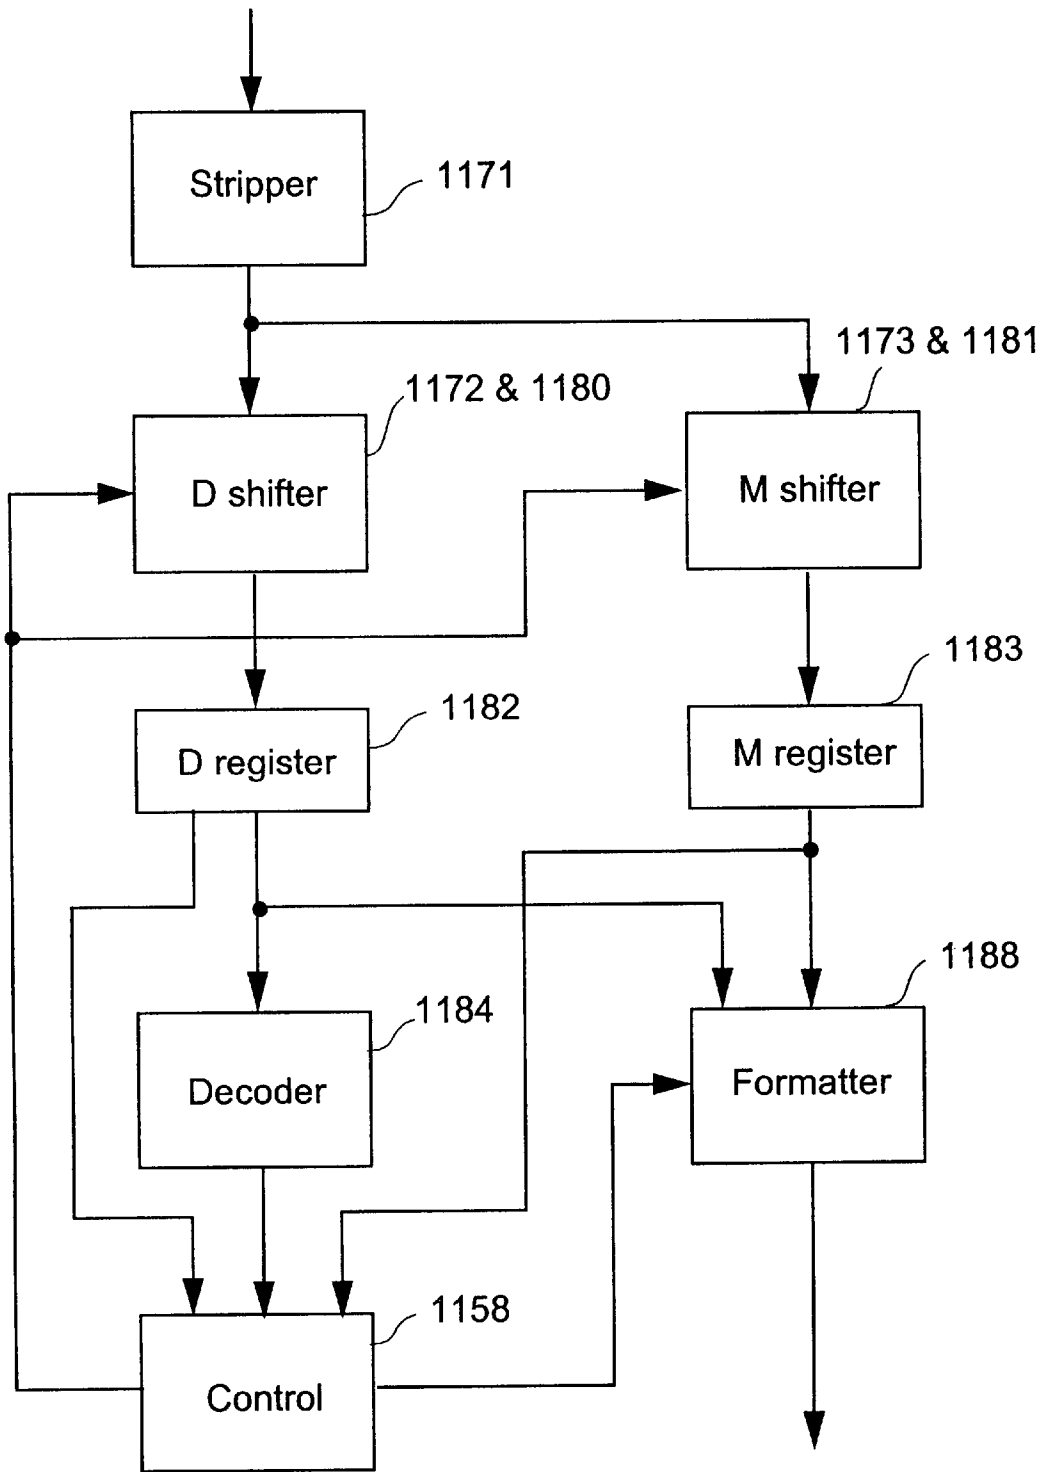 Stripper
1171
1173 & 1181
1172 & 1180
D shifter
M shifter
1183
1182
D register
M register
1188
1184
Decoder
Formatter
1158
Control